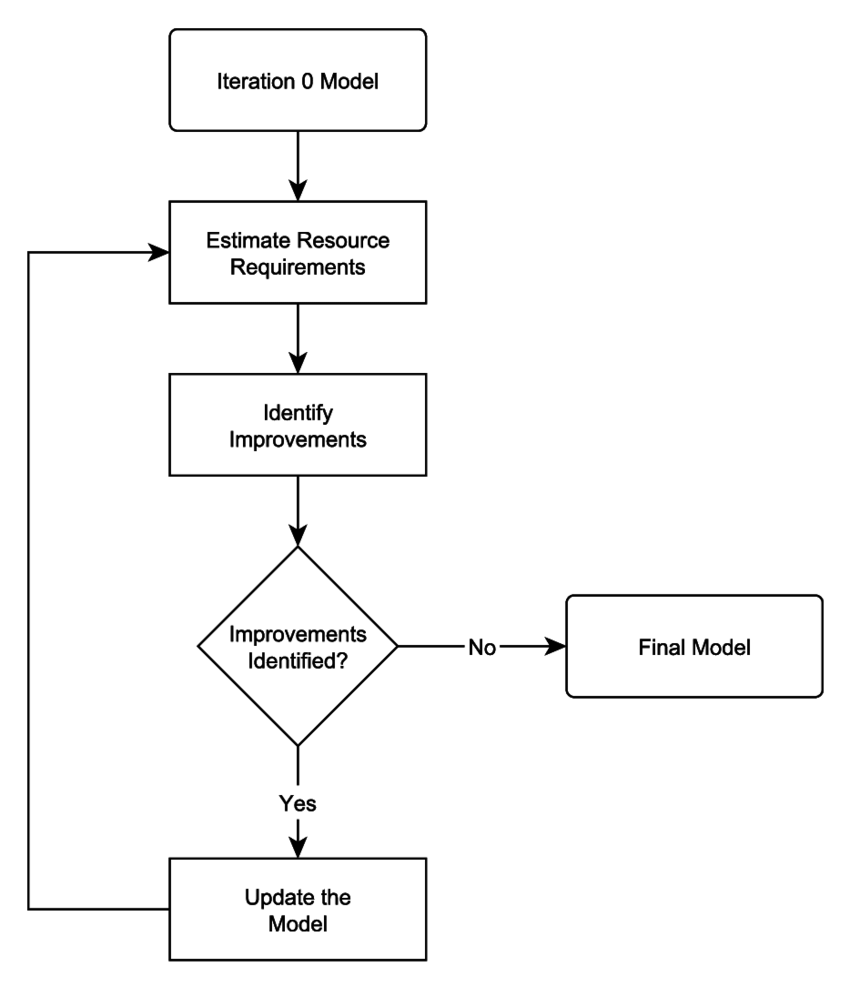 Iteration 0 Model
Estimate Resource
Requirements
Identify
Improvements
Improvements
Identified?
No
Final Model
Yes
Update the
Model